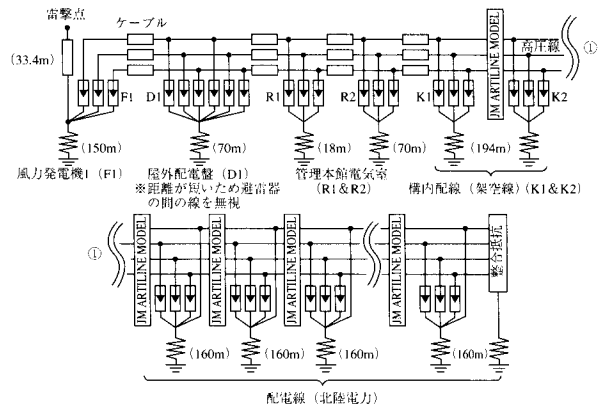 雷撃点
ケーブル
(33.4m)
F1
D1
R1
R2
K1
JM ARTILINE MODEL
高圧線
①
K2
(150m)
(70m)
(18m)
(70m)
(194m)
風力発電機1 (F1)
屋外配電盤 (D1)
※距離が短いため避雷器
の間の線を無視
管理本館電気室
(R1&R2)
構内配線 (架空線) (K1&K2)
①
JM ARTILINE MODEL
JM ARTILINE MODEL
JM ARTILINE MODEL
JM ARTILINE MODEL
整合抵抗
(160m)
(160m)
(160m)
(160m)
配電線 (北陸電力)